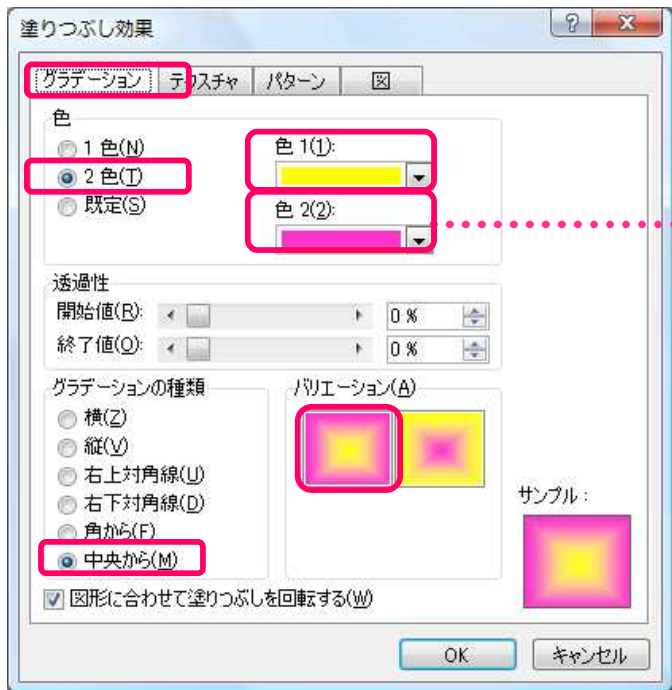 塗りつぶし効果
グラデーション テクスチャ パターン 図
色
1 色(N)
2 色(T)
既定(S)
色 1(1):
色 2(2):
透過性
開始値(R): 0 %
終了値(O): 0 %
グラデーションの種類
横(Z)
縦(V)
右上対角線(U)
右下対角線(D)
角から(F)
中央から(M)
バリエーション(A)
サンプル :
図形に合わせて塗りつぶしを回転する(W)
OK キャンセル